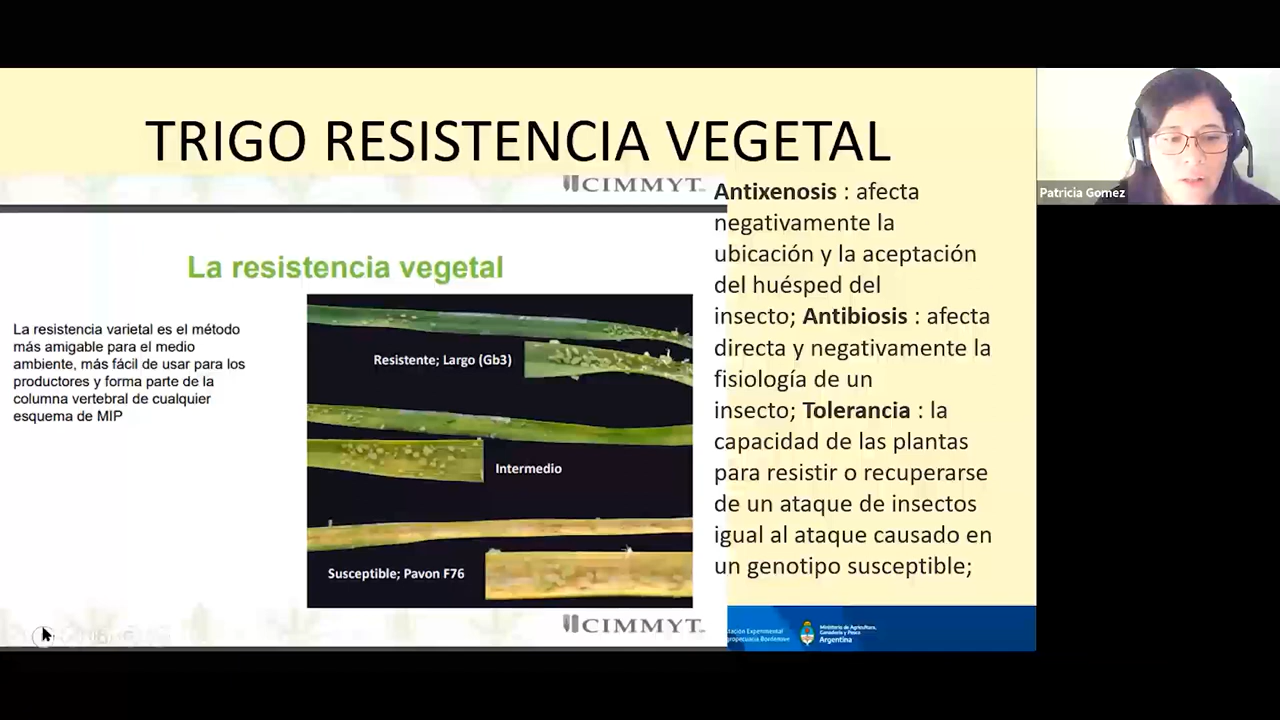 TRIGO RESISTENCIA VEGETAL
CIMMYT
La resistencia vegetal
La resistencia varietal es el método
más amigable para el medio
ambiente, más fácil de usar para los
productores y forma parte de la
columna vertebral de cualquier
esquema de MIP
Resistente; Largo (Gb3)
Intermedio
Susceptible; Pavon F76
CIMMYT
Antixenosis : afecta
negativamente la
ubicación y la aceptación
del huésped del
insecto; Antibiosis : afecta
directa y negativamente la
fisiología de un
insecto; Tolerancia : la
capacidad de las plantas
para resistir o recuperarse
de un ataque de insectos
igual al ataque causado en
un genotipo susceptible;
tación Experimental
gropecuaria Bordenave
Ministerio de Agricultura,
Ganadería y Pesca
Argentina
Patricia Gomez